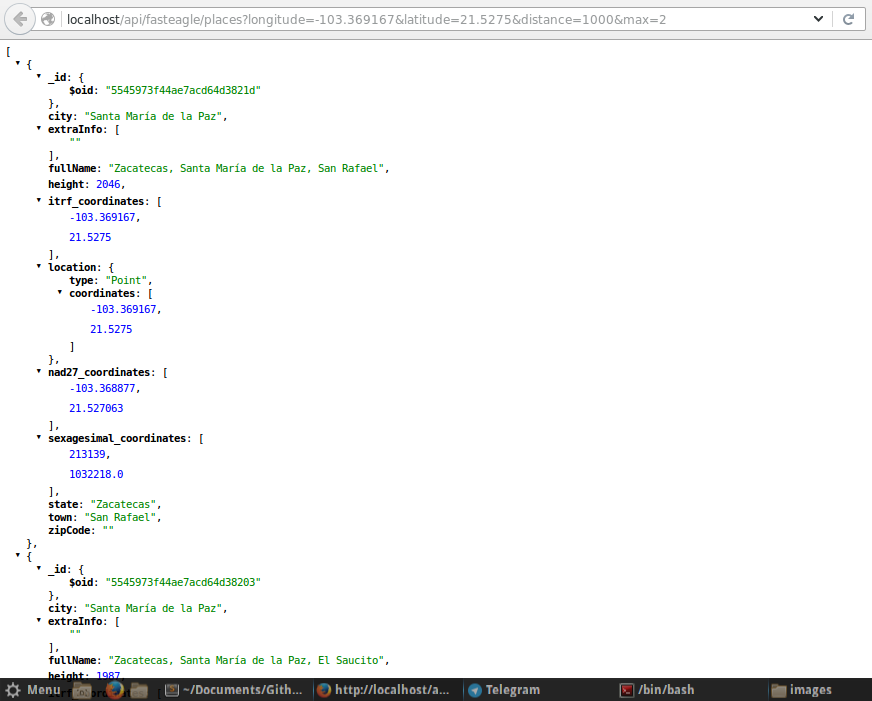 localhost/api/fasteagle/places?longitude=-103.369167&latitude=21.5275&distance=1000&max=2
[
{
_id: {
$oid: "5545973f44ae7acd64d3821d"
},
city: "Santa María de la Paz",
extraInfo: [
""
],
fullName: "Zacatecas, Santa María de la Paz, San Rafael",
height: 2046,
itrf_coordinates: [
-103.369167,
21.5275
],
location: {
type: "Point",
coordinates: [
-103.369167,
21.5275
]
},
nad27_coordinates: [
-103.368877,
21.527063
],
sexagesimal_coordinates: [
213139,
1032218.0
],
state: "Zacatecas",
town: "San Rafael",
zipCode: ""
},
{
_id: {
$oid: "5545973f44ae7acd64d38203"
},
city: "Santa María de la Paz",
extraInfo: [
""
],
fullName: "Zacatecas, Santa María de la Paz, El Saucito",
height: 1987,
Menu ~/Documents/Gith... http://localhost/a... Telegram /bin/bash images